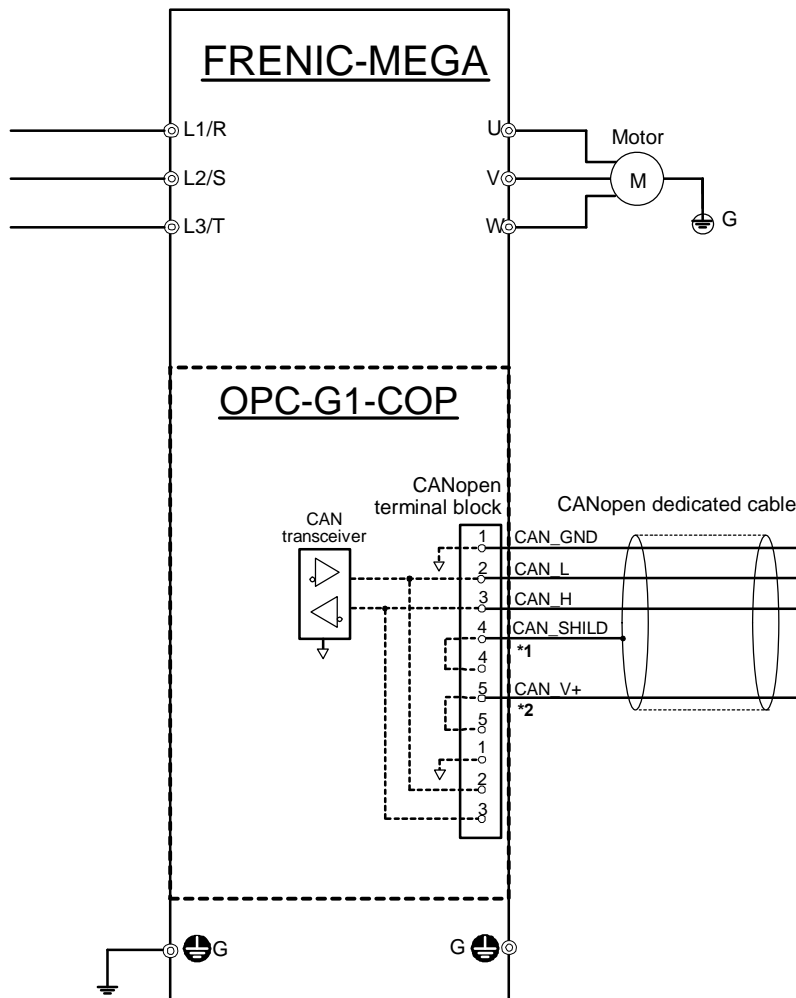 FRENIC-MEGA
L1/R
U
Motor
L2/S
V
M
L3/T
W
G
OPC-G1-COP
CANopen
terminal block
CANopen dedicated cable
CAN
transceiver
1
CAN_GND
2
CAN_L
3
CAN_H
4
CAN_SHILD
*1
4
5
CAN_V+
*2
5
1
2
3
G
G